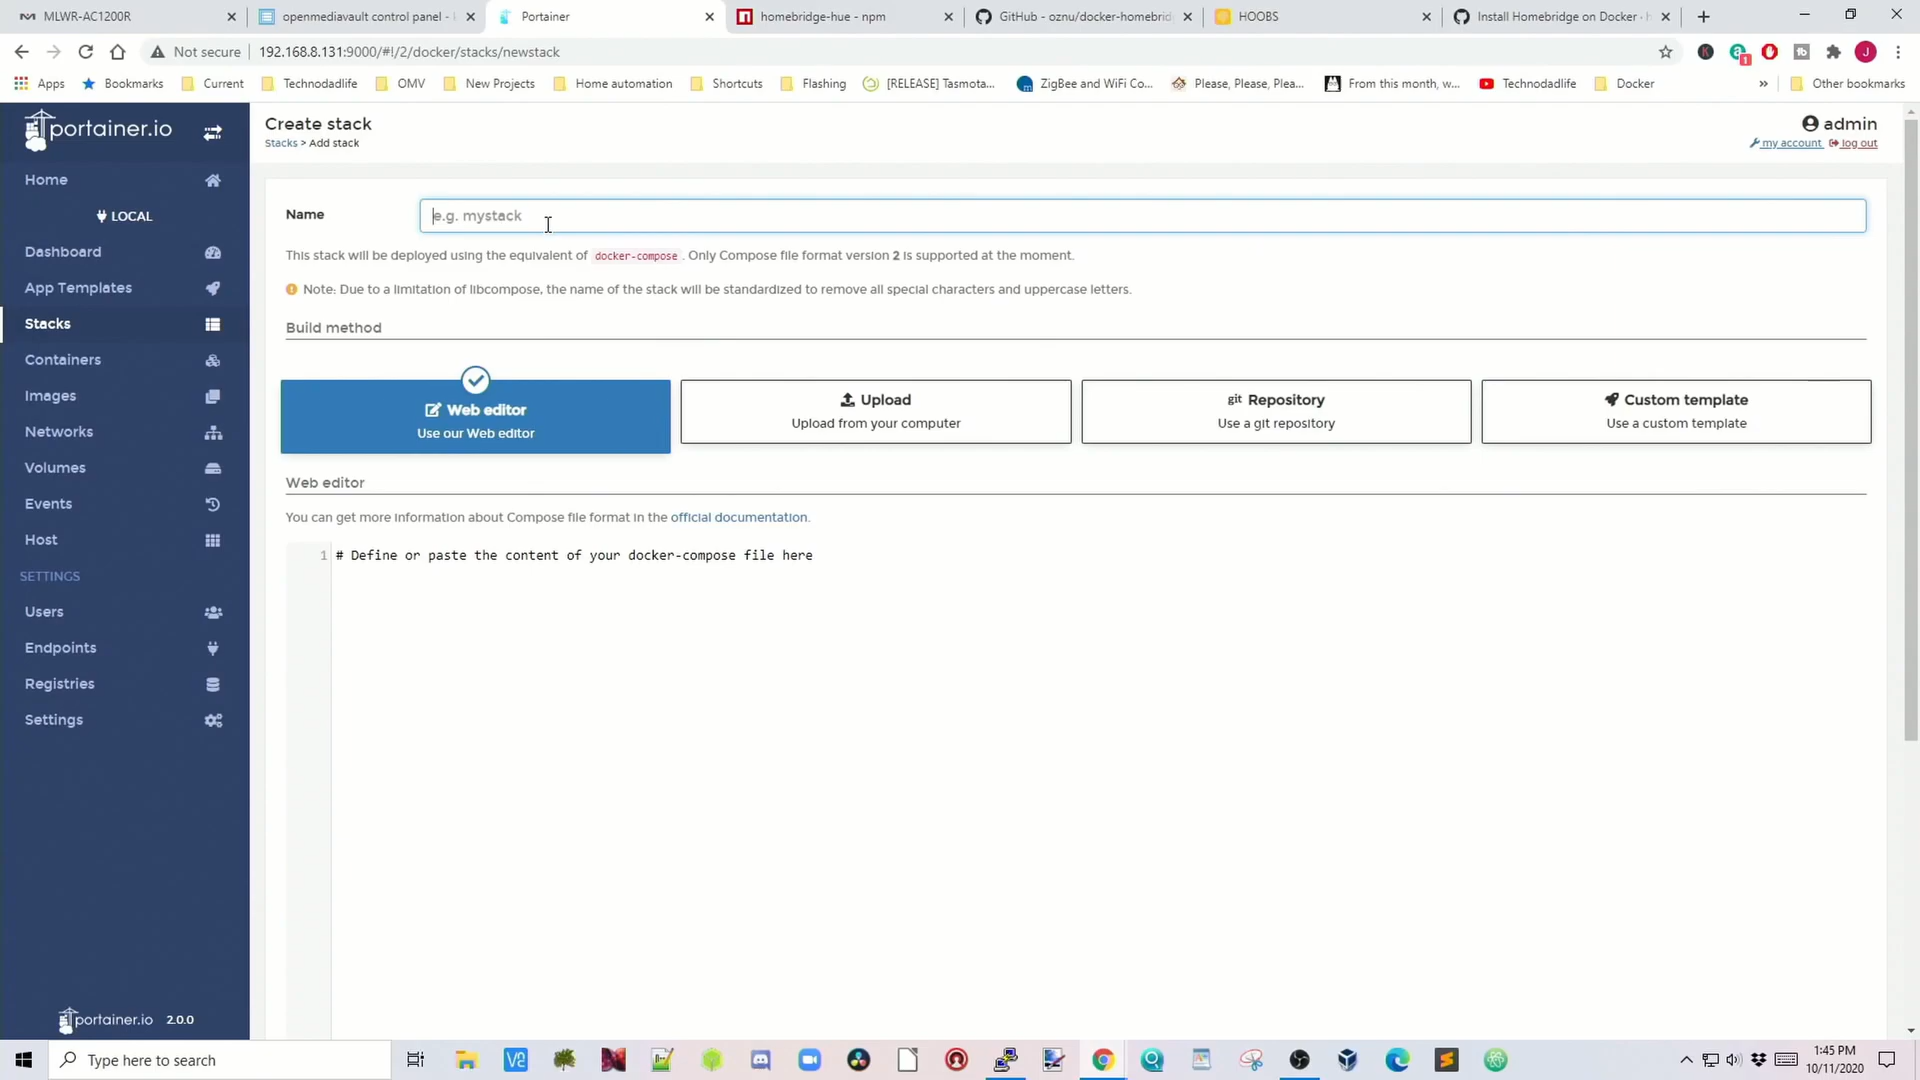 MLWR-AC1200R
openmediavault control panel -
Portainer
homebridge-hue - npm
GitHub - oznu/docker-homebrid
HOOBS
Install Homebridge on Docker ·
Not secure
192.168.8.131:9000/#!/2/docker/stacks/newstack
Apps
Bookmarks
Current
Technodadlife
OMV
New Projects
Home automation
Shortcuts
Flashing
[RELEASE] Tasmota...
ZigBee and WiFi Co...
Please, Please, Plea...
From this month, w...
Technodadlife
Docker
»
Other bookmarks
portainer.io
Home
LOCAL
Dashboard
App Templates
Stacks
Containers
Images
Networks
Volumes
Events
Host
SETTINGS
Users
Endpoints
Registries
Settings
portainer.io 2.0.0
Create stack
Stacks > Add stack
admin
my account log out
Name
e.g. mystack
This stack will be deployed using the equivalent of docker-compose . Only Compose file format version 2 is supported at the moment.
Note: Due to a limitation of libcompose, the name of the stack will be standardized to remove all special characters and uppercase letters.
Build method
Web editor
Use our Web editor
Upload
Upload from your computer
git Repository
Use a git repository
Custom template
Use a custom template
Web editor
You can get more information about Compose file format in the official documentation.
1 # Define or paste the content of your docker-compose file here
Type here to search
1:45 PM
10/11/2020